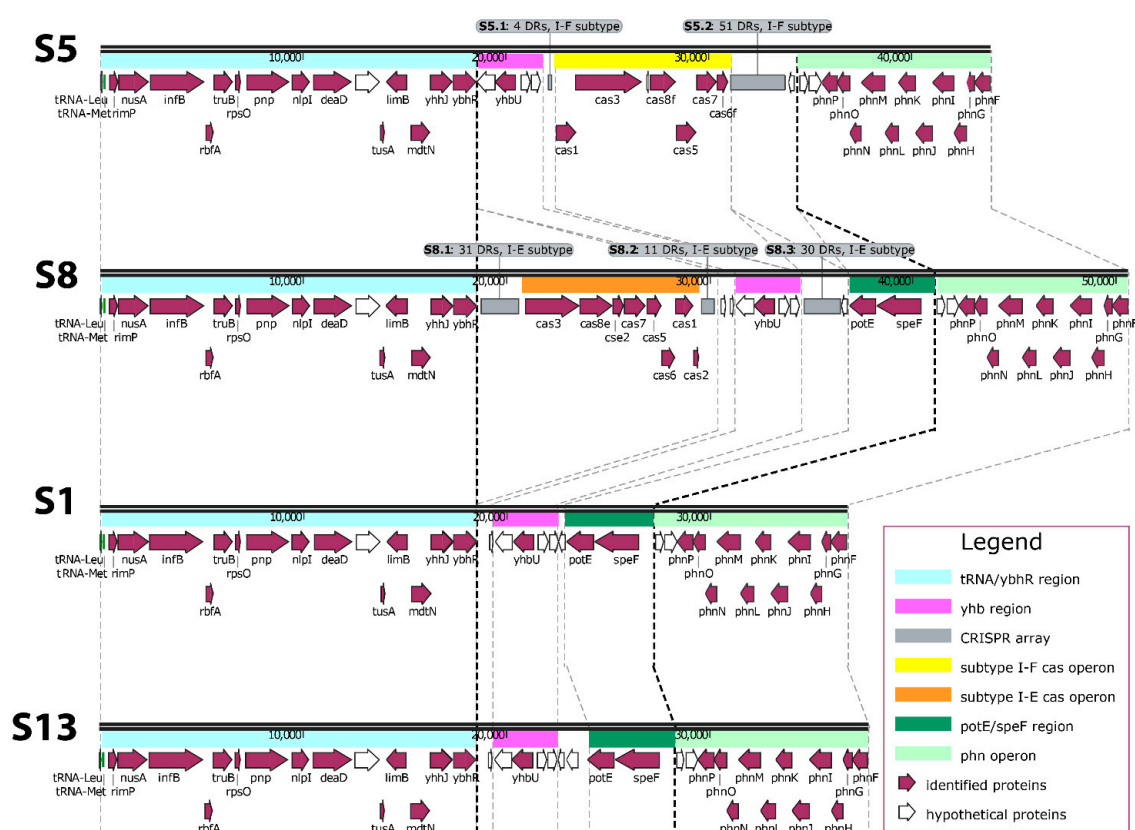 S5.1: 4 DRs, I-F subtype
S5.2: 51 DRs, I-F subtype
S5
10,000
20,000
30,000
40,000
tRNA-Leu nusA infB truB pnp nlpI deaD limB yhhJ ybhR yhbU cas3 cas8f cas7 phnP phnM phnK phnI phnF
tRNA-Met rimP rpsO cas6f phnO phnG
rbfA tusA mdtN cas1 cas5 phnN phnL phnJ phnH
S8.1: 31 DRs, I-E subtype
S8.2: 11 DRs, I-E subtype
S8.3: 30 DRs, I-E subtype
S8
10,000
20,000
30,000
40,000
50,000
tRNA-Leu nusA infB truB pnp nlpI deaD limB yhhJ ybhR cas3 cas8e cas7 cas1 yhbU potE speF phnP phnM phnK phnI phnF
tRNA-Met rimP rpsO cse2 cas5 phnO phnG
rbfA tusA mdtN cas6 cas2 phnN phnL phnJ phnH
S1
10,000
20,000
30,000
tRNA-Leu nusA infB truB pnp nlpI deaD limB yhhJ ybhR yhbU potE speF phnP phnM phnK phnI phnF
tRNA-Met rimP rpsO phnO phnG
rbfA tusA mdtN phnN phnL phnJ phnH
S13
10,000
20,000
30,000
tRNA-Leu nusA infB truB pnp nlpI deaD limB yhhJ ybhR yhbU potE speF phnP phnM phnK phnI phnF
tRNA-Met rimP rpsO phnO phnG
rbfA tusA mdtN phnN phnL phnJ phnH
Legend
tRNA/ybhR region
yhb region
CRISPR array
subtype I-F cas operon
subtype I-E cas operon
potE/speF region
phn operon
identified proteins
hypothetical proteins